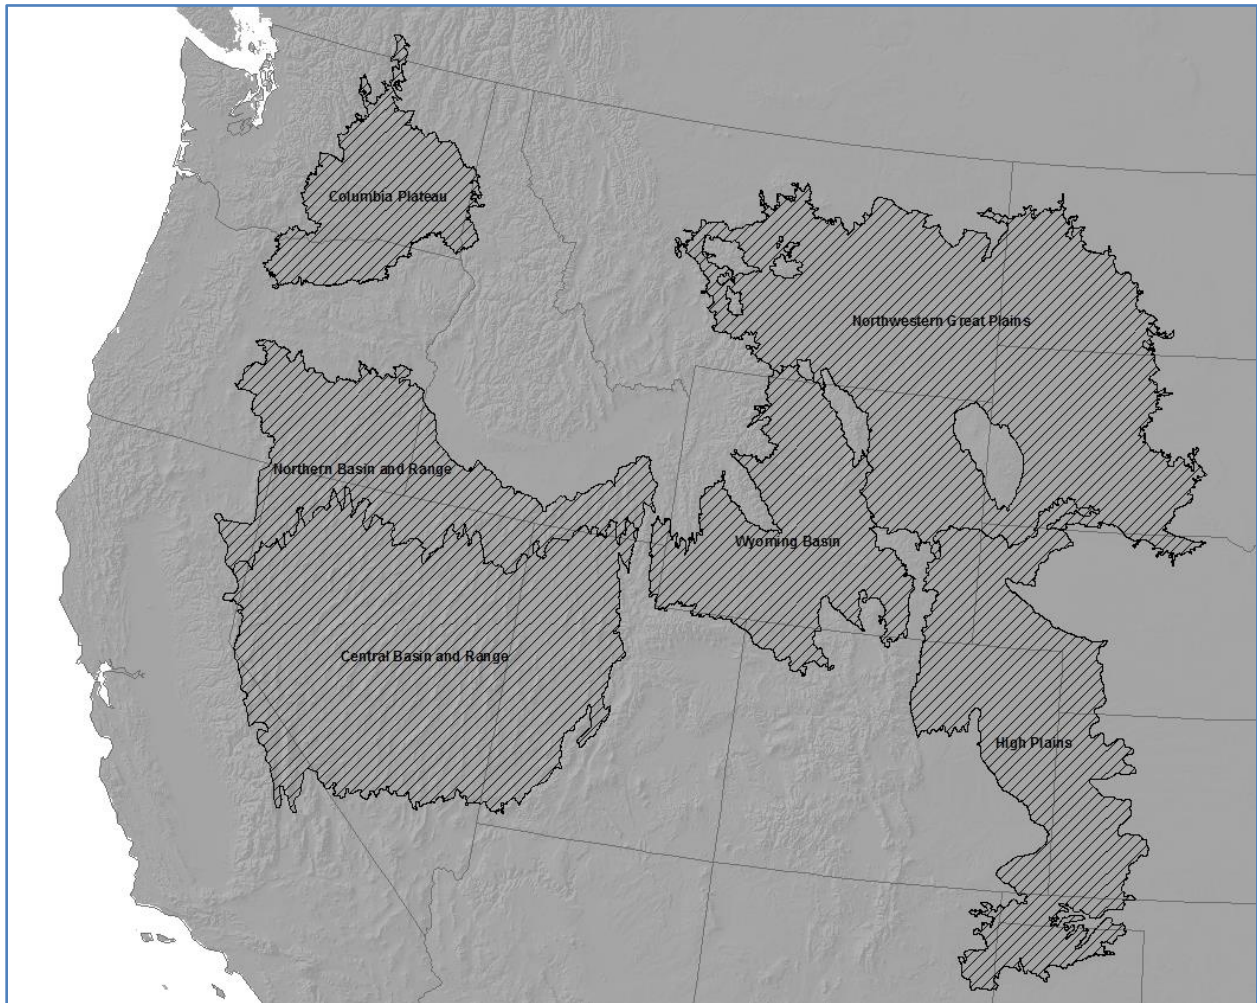 Columbia Plateau
Northwestern Great Plains
Northern Basin and Range
Wyoming Basin
Central Basin and Range
High Plains